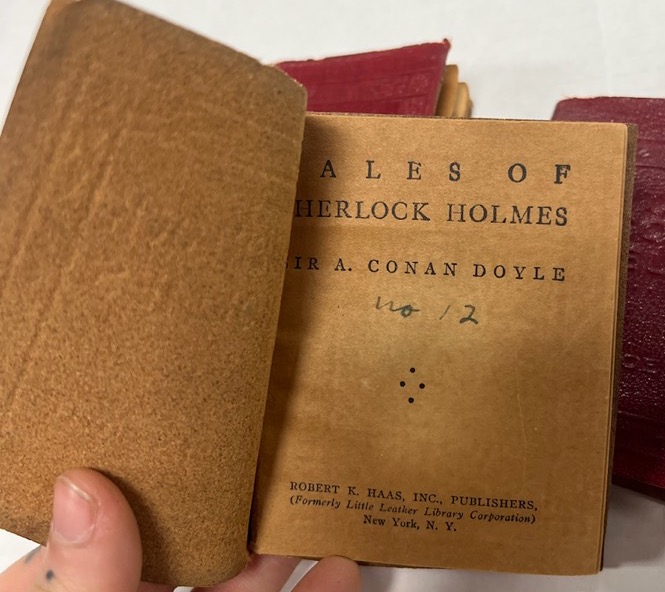 ALES OF
HERLOCK HOLMES
SIR A. CONAN DOYLE
no 12
ROBERT K. HAAS, INC., PUBLISHERS,
(Formerly Little Leather Library Corporation)
New York, N. Y.